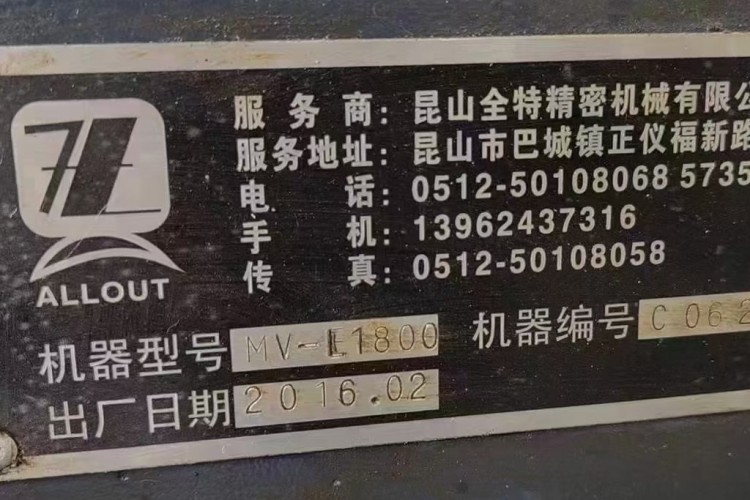 服务商：昆山全特精密机械有限公
服务地址：昆山市巴城镇正仪福新路
电话：0512-50108068 5735
手机：13962437316
传真：0512-50108058
ALLOUT
机器型号 MV-L1800 机器编号 C062
出厂日期 2016.02